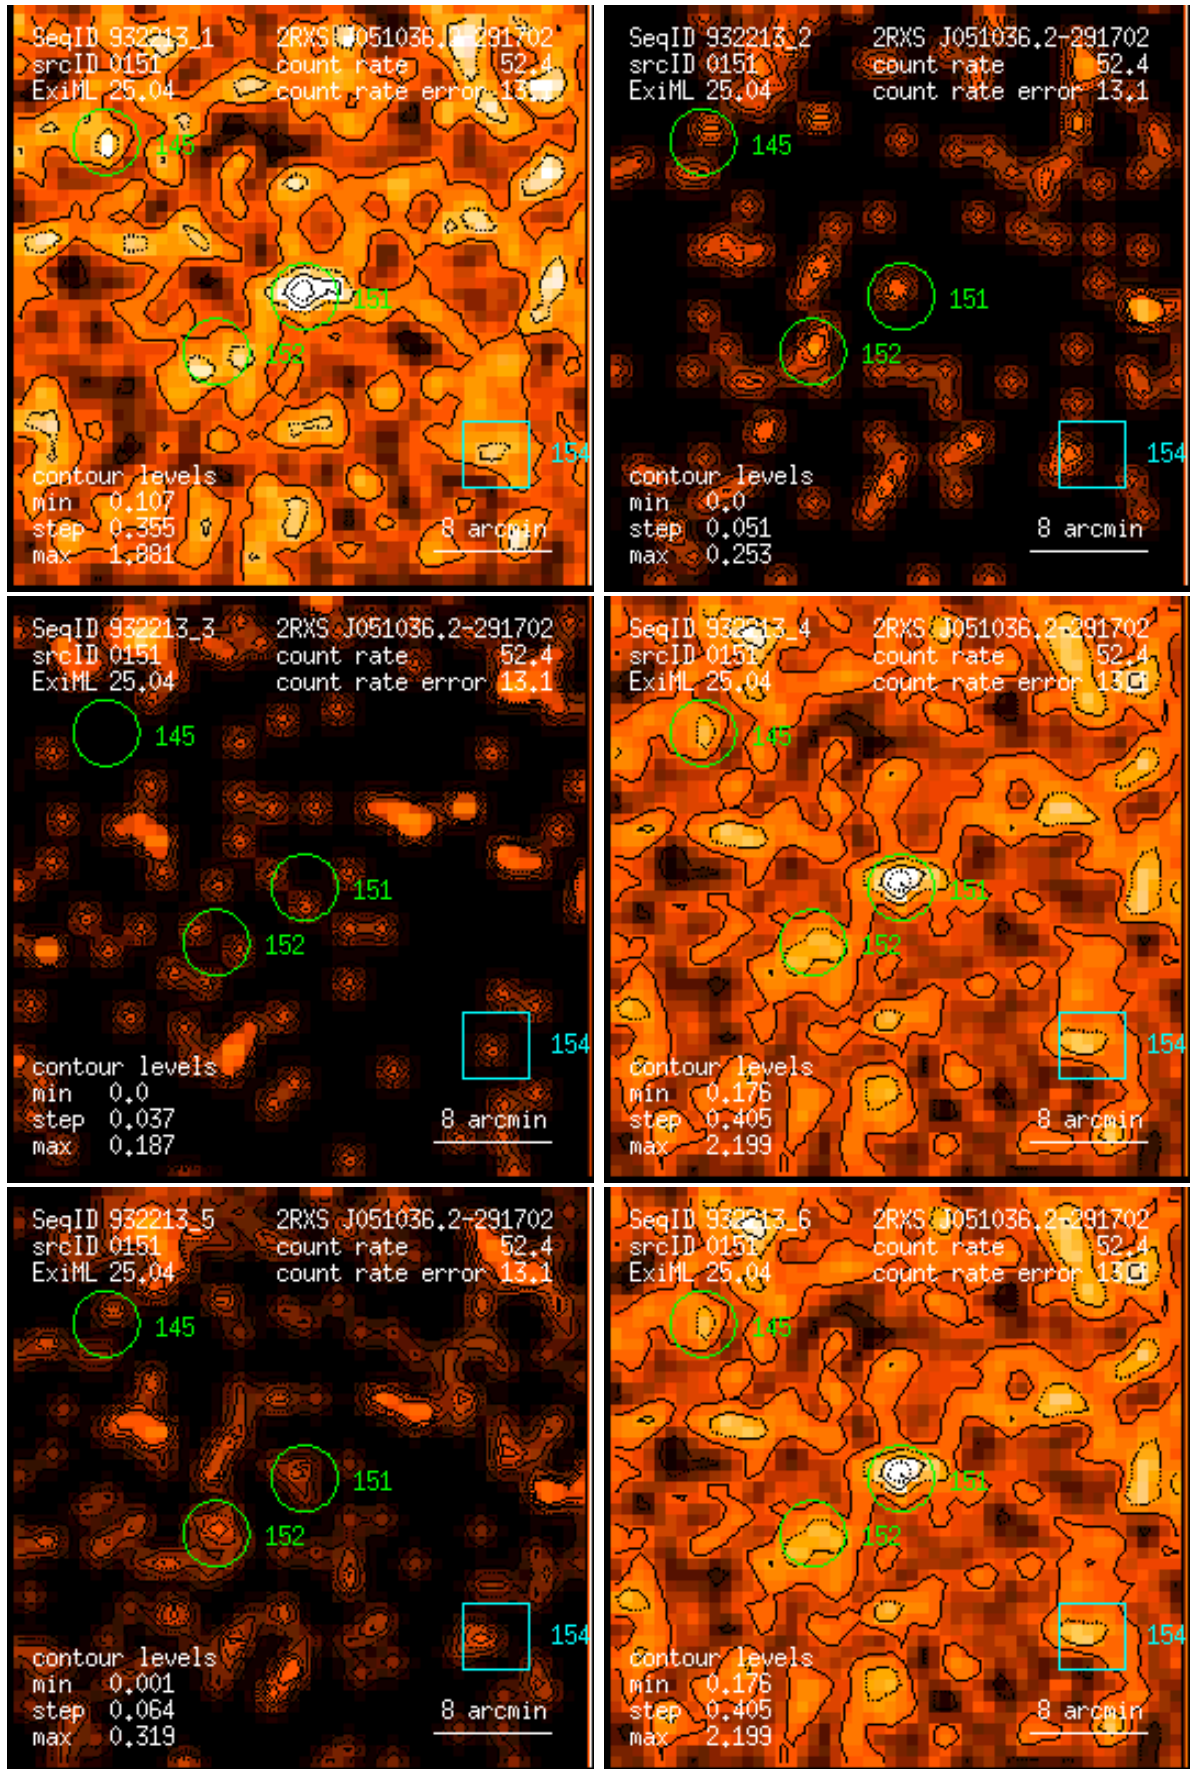 SeqID 932213_1 2RXS J051036.2-291702
srcID 0151 count rate 52.4
ExiML 25.04 count rate error 13.1
145
151
152
154
contour levels
min 0.107
step 0.355
max 1.881
8 arcmin
SeqID 932213_2 2RXS J051036.2-291702
srcID 0151 count rate 52.4
ExiML 25.04 count rate error 13.1
145
151
152
154
contour levels
min 0.0
step 0.051
max 0.253
8 arcmin
SeqID 932213_3 2RXS J051036.2-291702
srcID 0151 count rate 52.4
ExiML 25.04 count rate error 13.1
145
151
152
154
contour levels
min 0.0
step 0.037
max 0.187
8 arcmin
SeqID 932213_4 2RXS J051036.2-291702
srcID 0151 count rate 52.4
ExiML 25.04 count rate error 13.1
145
151
152
154
contour levels
min 0.176
step 0.405
max 2.199
8 arcmin
SeqID 932213_5 2RXS J051036.2-291702
srcID 0151 count rate 52.4
ExiML 25.04 count rate error 13.1
145
151
152
154
contour levels
min 0.001
step 0.064
max 0.319
8 arcmin
SeqID 932213_6 2RXS J051036.2-291702
srcID 0151 count rate 52.4
ExiML 25.04 count rate error 13.1
145
151
152
154
contour levels
min 0.176
step 0.405
max 2.199
8 arcmin